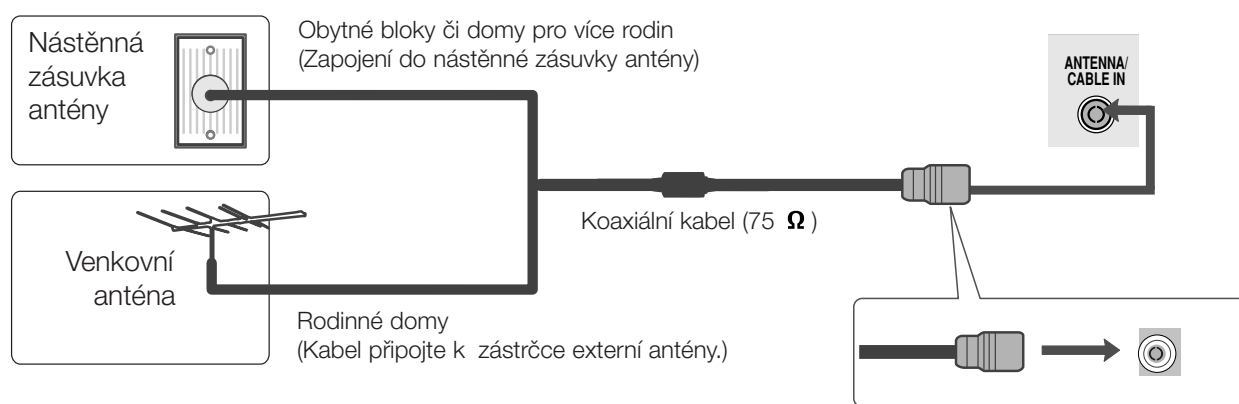 Nástěnná
zásuvka
antény
Obytné bloky či domy pro více rodin
(Zapojení do nástěnné zásuvky antény)
ANTENNA/
CABLE IN
Koaxiální kabel (75 Ω )
Venkovní
anténa
Rodinné domy
(Kabel připojte k zástrčce externí antény.)